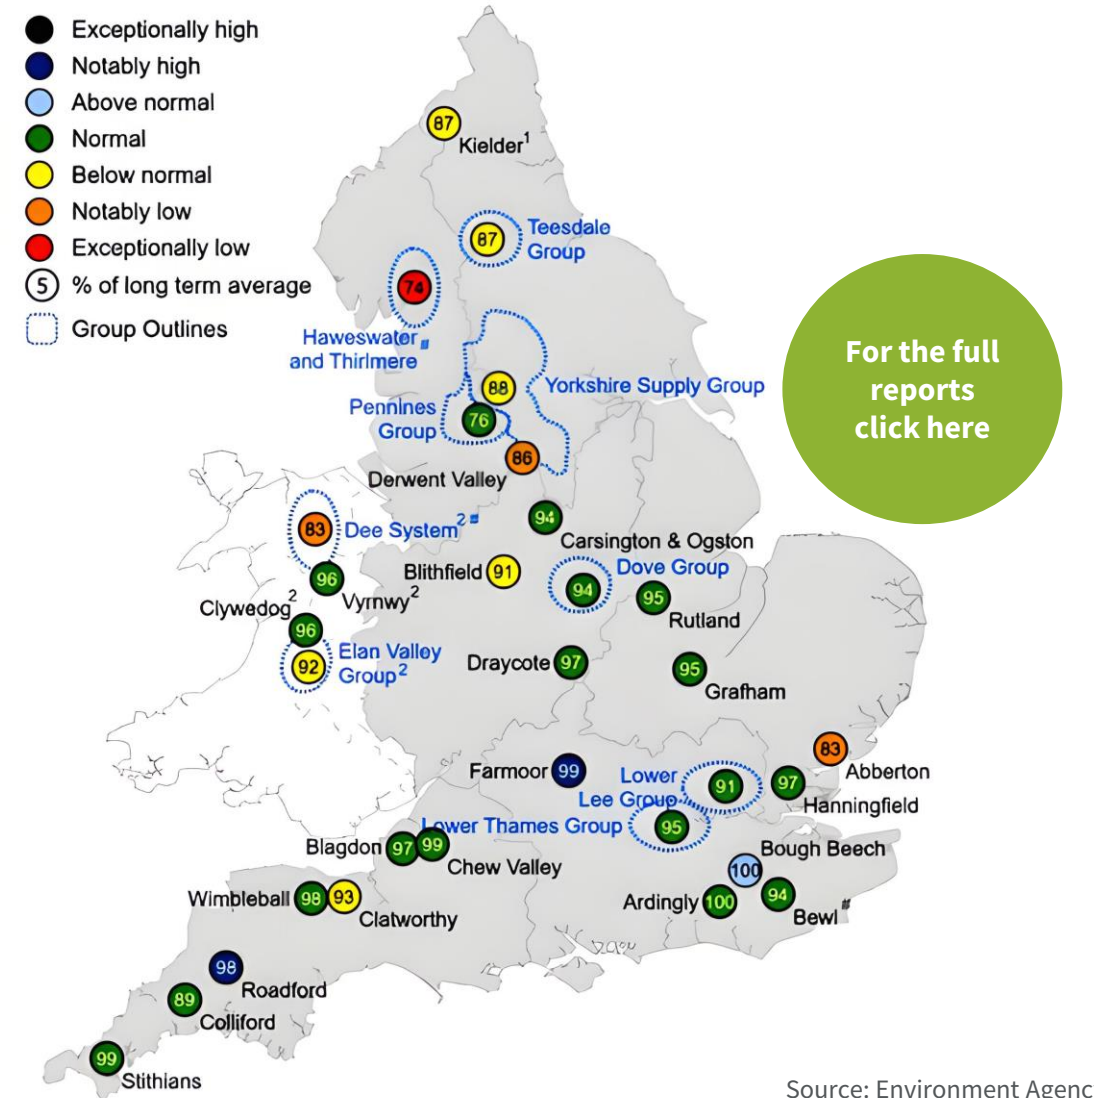 Exceptionally high
Notably high
Above normal
Normal
Below normal
Notably low
Exceptionally low
5 % of long term average
Group Outlines
87
Kielder¹
87
Teesdale
Group
74
Haweswater #
and Thirlmere
88
Yorkshire Supply Group
Pennines
Group
76
86
Derwent Valley
For the full
reports
click here
83
Dee System² #
94
Carsington & Ogston
Blithfield 91
Dove Group
94
96
Vyrnwy²
95
Rutland
Clywedog²
96
Elan Valley
Group²
92
Draycote 97
95
Grafham
83
Abberton
Farmoor 99
Lower
Lee Group
91
97
Hanningfield
Lower Thames Group 95
Blagdon 97 99
Chew Valley
Bough Beech
100
Wimbleball 98 93
Clatworthy
Ardingly 100
94
Bewl #
98
Roadford
89
Colliford
99
Stithians
Source: Environment Agenc